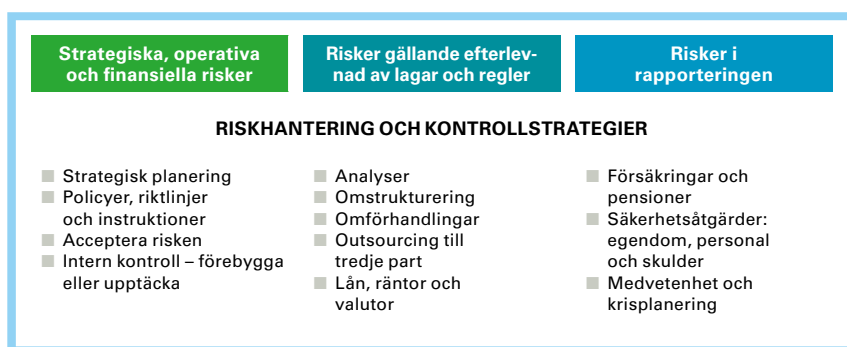 Strategiska, operativa
och finansiella risker
Risker gällande efterlev-
nad av lagar och regler
Risker i
rapporteringen
RISKHANTERING OCH KONTROLLSTRATEGIER
Strategisk planering
Policyer, riktlinjer
och instruktioner
Acceptera risken
Intern kontroll – förebygga
eller upptäcka
Analyser
Omstrukturering
Omförhandlingar
Outsourcing till
tredje part
Lån, räntor och
valutor
Försäkringar och
pensioner
Säkerhetsåtgärder:
egendom, personal
och skulder
Medvetenhet och
krisplanering